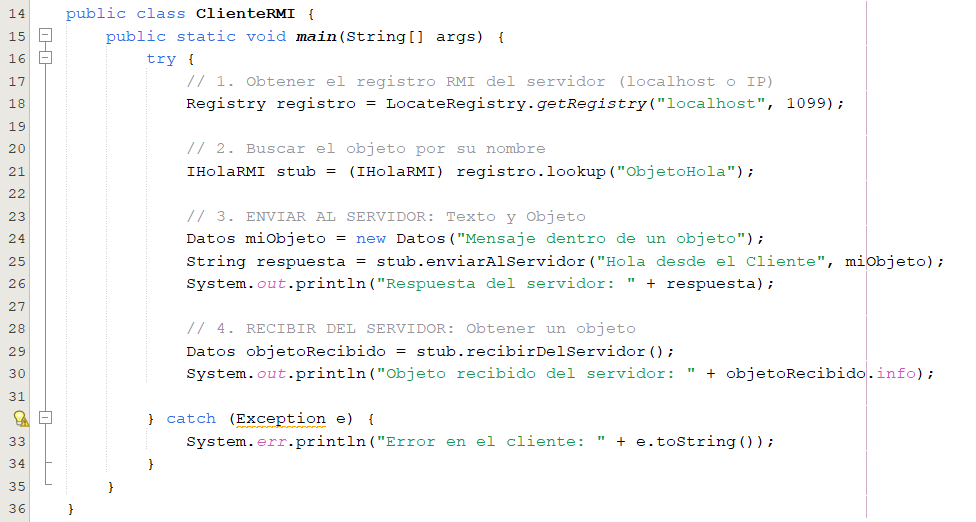 14 public class ClienteRMI {
15 public static void main(String[] args) {
16 try {
17 // 1. Obtener el registro RMI del servidor (localhost o IP)
18 Registry registro = LocateRegistry.getRegistry("localhost", 1099);
19
20 // 2. Buscar el objeto por su nombre
21 IHolaRMI stub = (IHolaRMI) registro.lookup("ObjetoHola");
22
23 // 3. ENVIAR AL SERVIDOR: Texto y Objeto
24 Datos miObjeto = new Datos("Mensaje dentro de un objeto");
25 String respuesta = stub.enviarAlServidor("Hola desde el Cliente", miObjeto);
26 System.out.println("Respuesta del servidor: " + respuesta);
27
28 // 4. RECIBIR DEL SERVIDOR: Obtener un objeto
29 Datos objetoRecibido = stub.recibirDelServidor();
30 System.out.println("Objeto recibido del servidor: " + objetoRecibido.info);
31
} catch (Exception e) {
33 System.err.println("Error en el cliente: " + e.toString());
34 }
35 }
36 }